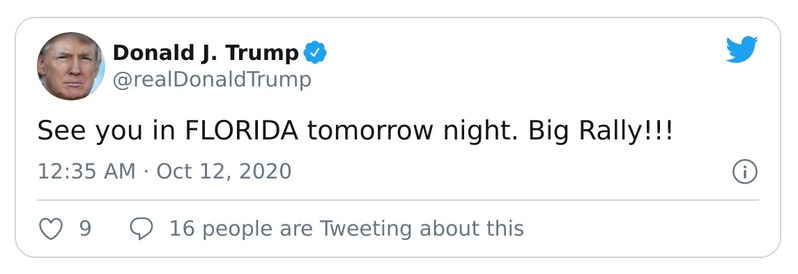 Donald J. Trump
@realDonaldTrump
See you in FLORIDA tomorrow night. Big Rally!!!
12:35 AM · Oct 12, 2020
9 16 people are Tweeting about this